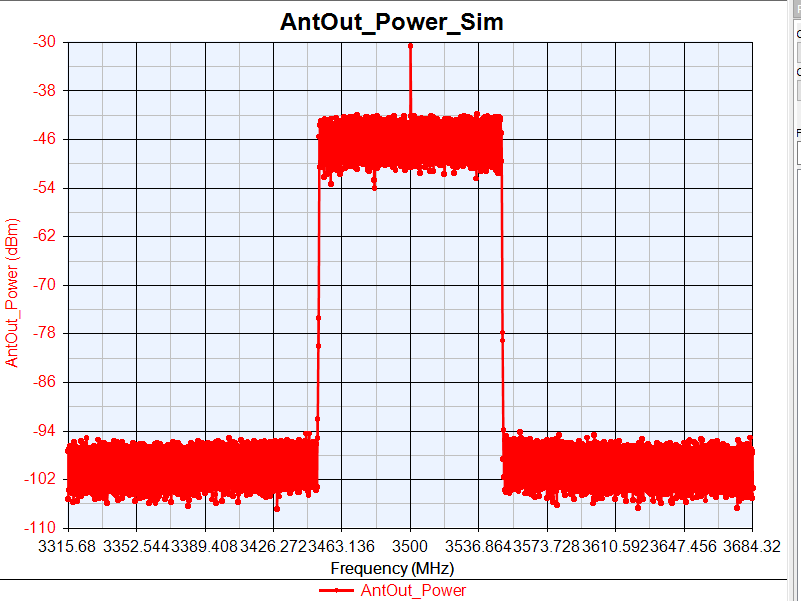 AntOut_Power_Sim
-30
-38
-46
-54
-62
-70
-78
-86
-94
-102
-110
AntOut_Power (dBm)
3315.68 3352.544 3389.408 3426.272 3463.136 3500 3536.864 3573.728 3610.592 3647.456 3684.32
Frequency (MHz)
AntOut_Power